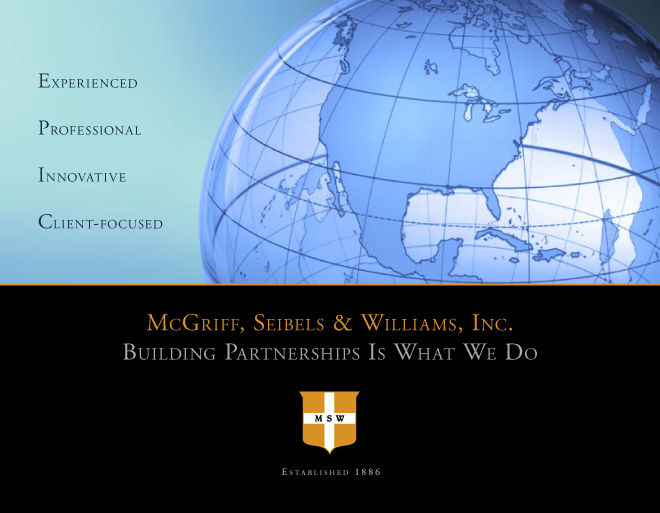 Experienced
Professional
Innovative
Client-focused
McGriff, Seibels & Williams, Inc.
Building Partnerships Is What We Do
MSW
Established 1886